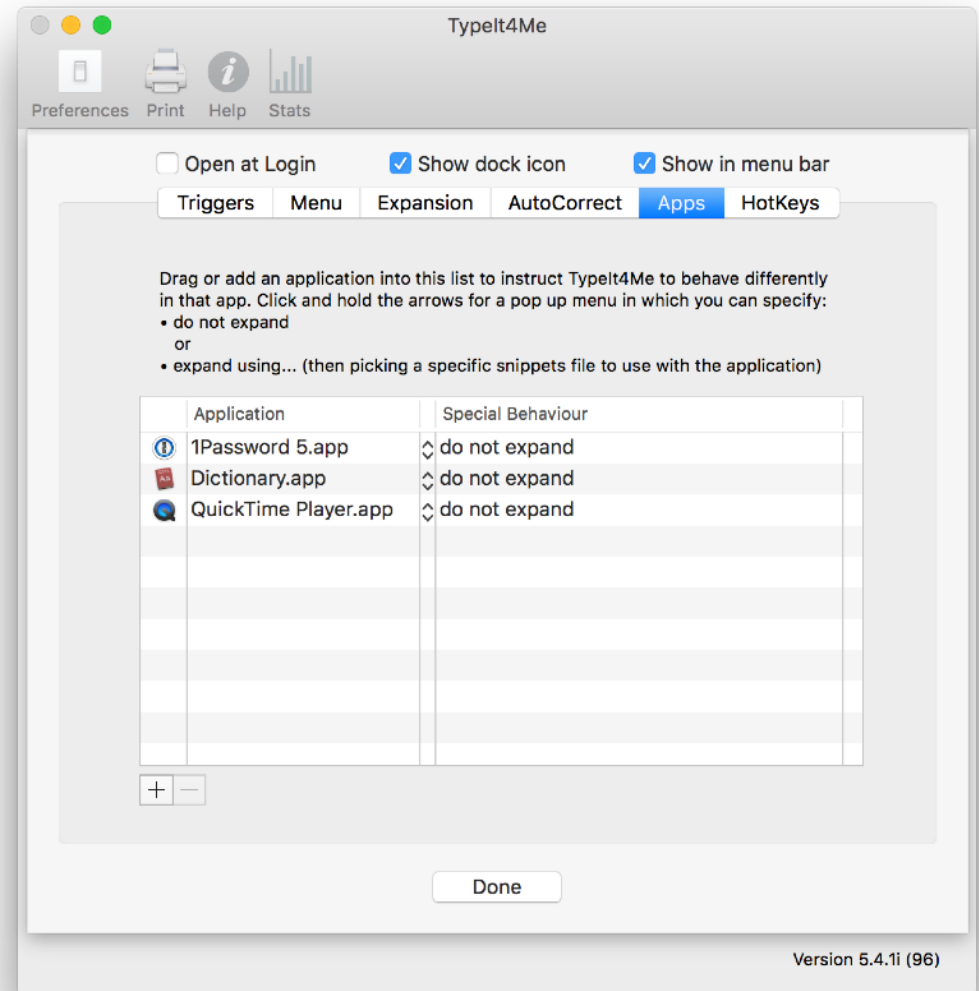 TypeIt4Me
Preferences Print Help Stats
Open at Login Show dock icon Show in menu bar
Triggers Menu Expansion AutoCorrect Apps HotKeys
Drag or add an application into this list to instruct TypeIt4Me to behave differently
in that app. Click and hold the arrows for a pop up menu in which you can specify:
• do not expand
or
• expand using... (then picking a specific snippets file to use with the application)
Application Special Behaviour
1Password 5.app do not expand
Dictionary.app do not expand
QuickTime Player.app do not expand
Done
Version 5.4.1i (96)